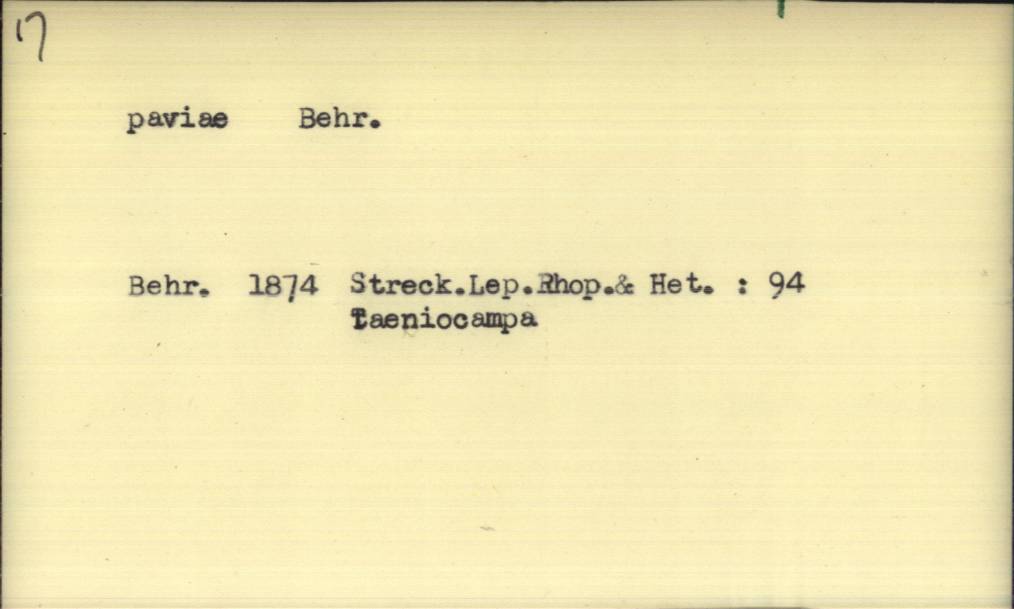 17
paviae Behr.
Behr. 1874 Streck.Lep.Rhop.& Het. : 94
Taeniocampa